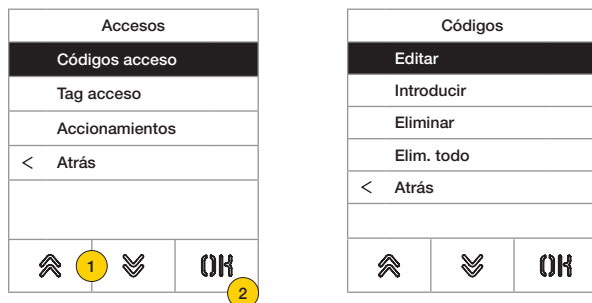 Accesos
Códigos acceso
Tag acceso
Accionamientos
< Atrás
1
OK
2
Códigos
Editar
Introducir
Eliminar
Elim. todo
< Atrás
OK